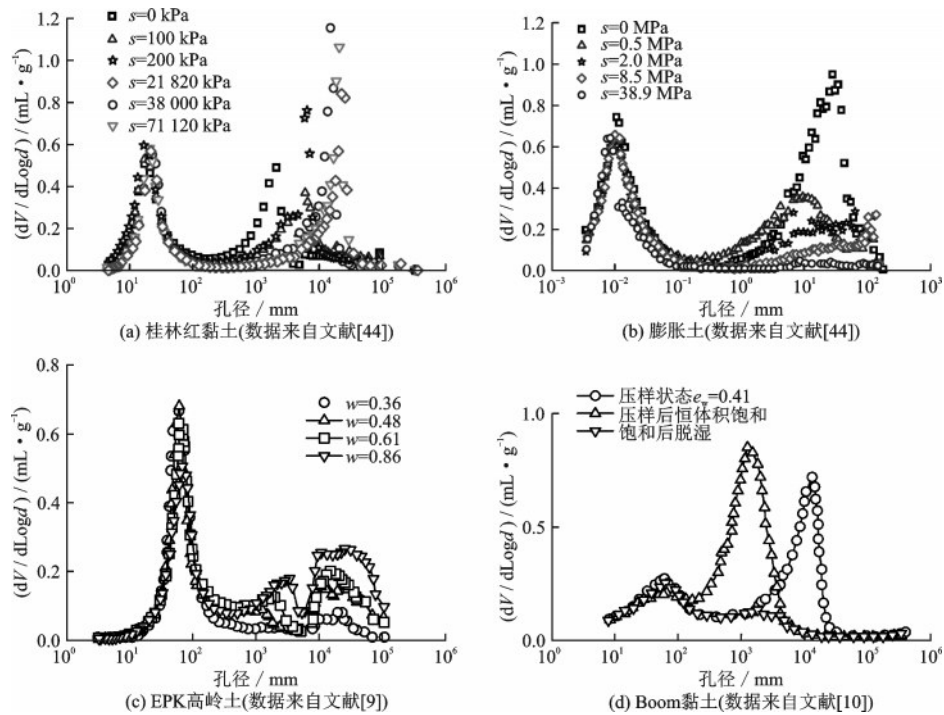 1.2
1.0
0.8
0.6
0.4
0.2
0.0
(dV / dLogd) / (mL·g⁻¹)
s=0 kPa
s=100 kPa
s=200 kPa
s=21 820 kPa
s=38 000 kPa
s=71 120 kPa
10⁰ 10¹ 10² 10³ 10⁴ 10⁵ 10⁶
孔径 / mm
(a) 桂林红黏土(数据来自文献[44])
1.2
1.0
0.8
0.6
0.4
0.2
0.0
(dV / dLogd) / (mL·g⁻¹)
s=0 MPa
s=0.5 MPa
s=2.0 MPa
s=8.5 MPa
s=38.9 MPa
10⁻³ 10⁻² 10⁻¹ 10⁰ 10¹ 10² 10³
孔径 / mm
(b) 膨胀土(数据来自文献[44])
0.8
0.6
0.4
0.2
0.0
(dV / dLogd) / (mL·g⁻¹)
w=0.36
w=0.48
w=0.61
w=0.86
10⁰ 10¹ 10² 10³ 10⁴ 10⁵ 10⁶
孔径 / mm
(c) EPK高岭土(数据来自文献[9])
1.0
0.5
0.0
(dV / dLogd) / (mL·g⁻¹)
压样状态e_w=0.41
压样后恒体积饱和
饱和后脱湿
10⁰ 10¹ 10² 10³ 10⁴ 10⁵ 10⁶
孔径 / mm
(d) Boom黏土(数据来自文献[10])